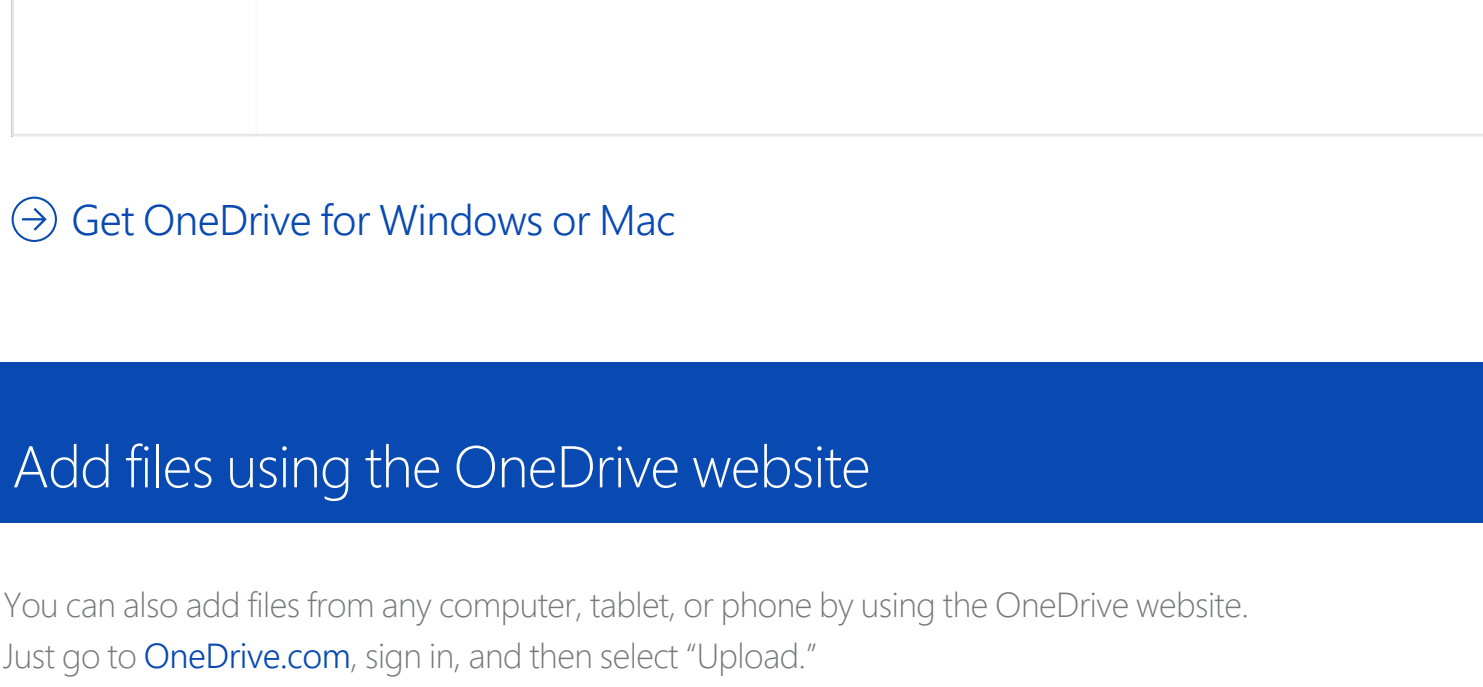 Get OneDrive for Windows or Mac
Add files using the OneDrive website
You can also add files from any computer, tablet, or phone by using the OneDrive website.
Just go to OneDrive.com, sign in, and then select “Upload.”